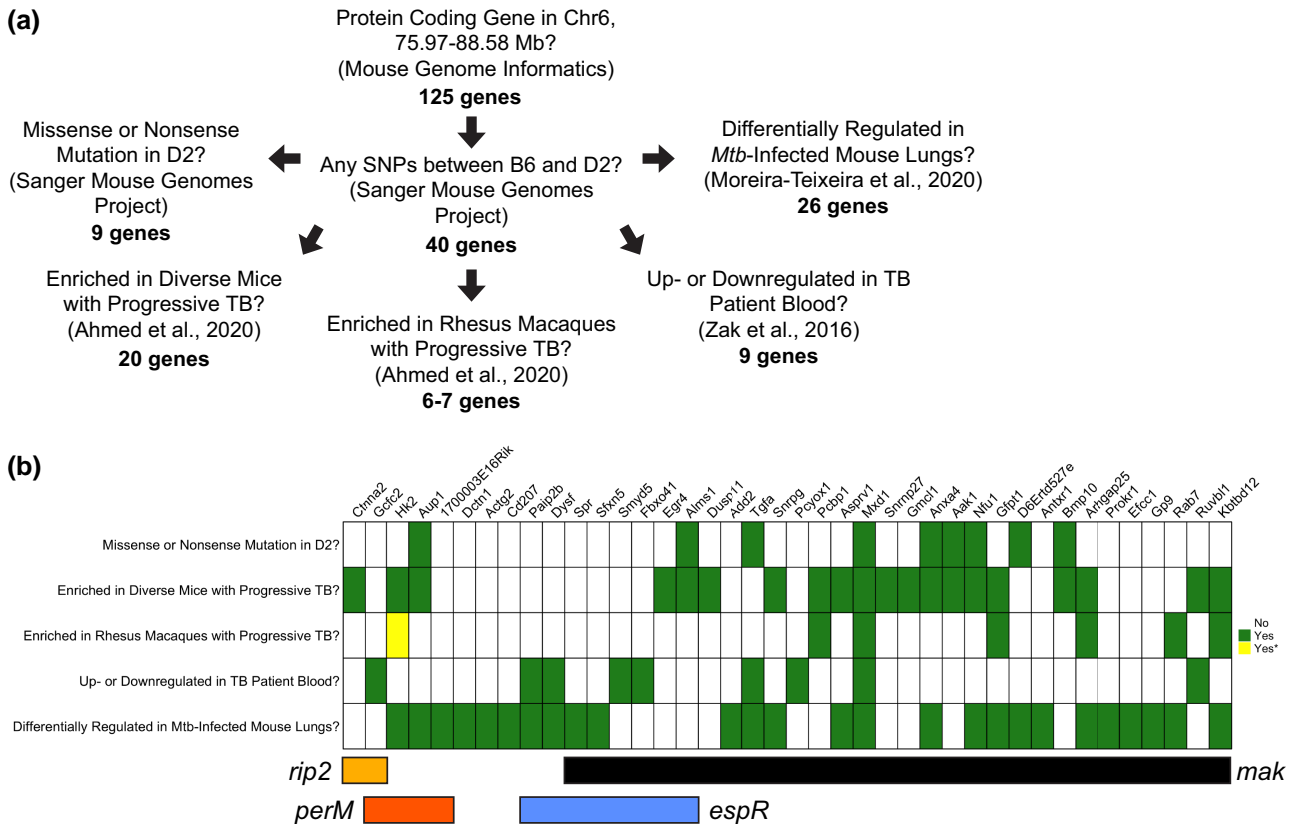 (a)
Protein Coding Gene in Chr6,
75.97-88.58 Mb?
(Mouse Genome Informatics)
125 genes
Missense or Nonsense
Mutation in D2?
(Sanger Mouse Genomes
Project)
9 genes
Any SNPs between B6 and D2?
(Sanger Mouse Genomes
Project)
40 genes
Differentially Regulated in
Mtb-Infected Mouse Lungs?
(Moreira-Teixeira et al., 2020)
26 genes
Enriched in Diverse Mice
with Progressive TB?
(Ahmed et al., 2020)
20 genes
Enriched in Rhesus Macaques
with Progressive TB?
(Ahmed et al., 2020)
6-7 genes
Up- or Downregulated in TB
Patient Blood?
(Zak et al., 2016)
9 genes
(b)
Ctnna2
Gcfc2
Hk2
Aup1
1700003E16Rik
Dctn1
Actg2
Cd207
Paip2b
Dysf
Spr
Sfxn5
Smyd5
Fbxo41
Egr4
Alms1
Dusp11
Add2
Tgfa
Snrpg
Pcyox1
Pcbp1
Asprv1
Mxd1
Snrnp27
Gmcl1
Anxa4
Aak1
Nfu1
Gfpt1
D6Ertd527e
Antxr1
Bmp10
Arhgap25
Prokr1
Efcc1
Gp9
Rab7
Ruvbl1
Kbtbd12
Missense or Nonsense Mutation in D2?
Enriched in Diverse Mice with Progressive TB?
Enriched in Rhesus Macaques with Progressive TB?
Up- or Downregulated in TB Patient Blood?
Differentially Regulated in Mtb-Infected Mouse Lungs?
No
Yes
Yes*
rip2
mak
perM
espR